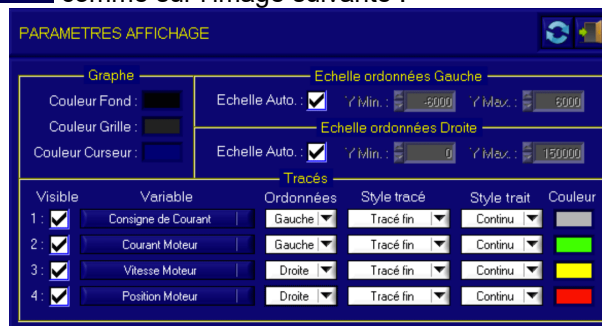 comme sur l'image suivante :
PARAMETRES AFFICHAGE
Graphe
Couleur Fond :
Couleur Grille :
Couleur Curseur :
Echelle ordonnées Gauche
Echelle Auto. : Y Min. : -6000 Y Max. : 6000
Echelle ordonnées Droite
Echelle Auto. : Y Min. : 0 Y Max. : 150000
Tracés
Visible Variable Ordonnées Style tracé Style trait Couleur
1 : Consigne de Courant Gauche Tracé fin Continu
2 : Courant Moteur Gauche Tracé fin Continu
3 : Vitesse Moteur Droite Tracé fin Continu
4 : Position Moteur Droite Tracé fin Continu